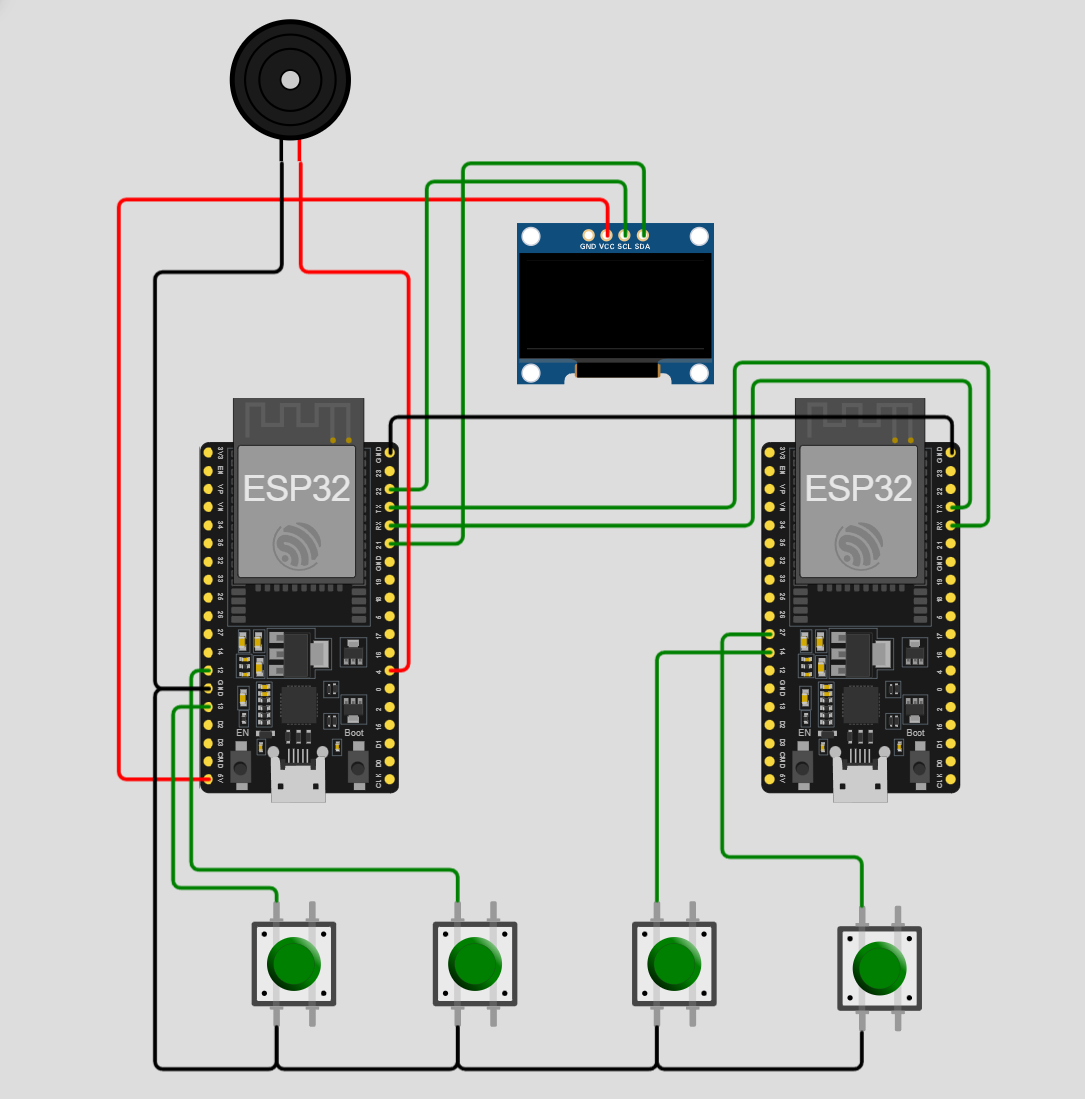 GND VCC SCL SDA
ESP32
3V3
EN
VP
VN
34
35
32
33
25
26
27
14
12
GND
13
D2
D3
CMD
5V
GND
23
22
TX
RX
21
GND
19
18
5
17
16
4
0
2
15
D1
D0
CLK
EN
Boot
ESP32
3V3
EN
VP
VN
34
35
32
33
25
26
27
14
12
GND
13
D2
D3
CMD
5V
GND
23
22
TX
RX
21
GND
19
18
5
17
16
4
0
2
15
D1
D0
CLK
EN
Boot